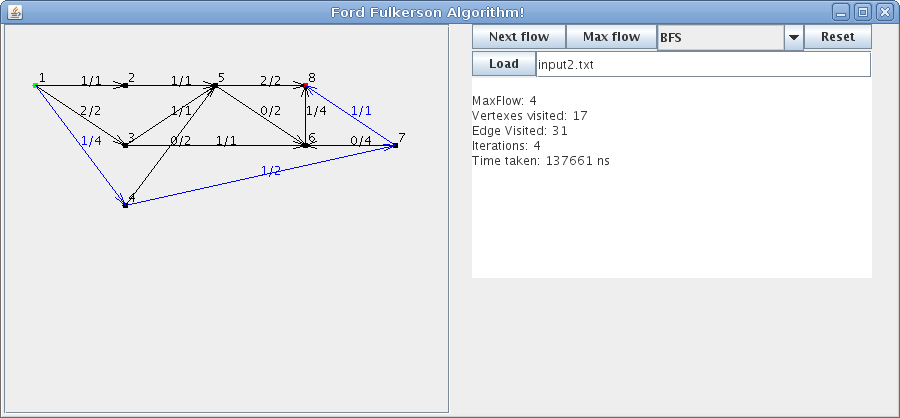 Ford Fulkerson Algorithm!
Next flow Max flow BFS Reset
Load input2.txt
1 2 5 8
1/1 1/1 2/2
2/2 1/1 0/2 1/4 1/1
3 6 7
1/4 0/2 1/1 0/4
1/2
4
MaxFlow: 4
Vertexes visited: 17
Edge Visited: 31
Iterations: 4
Time taken: 137661 ns